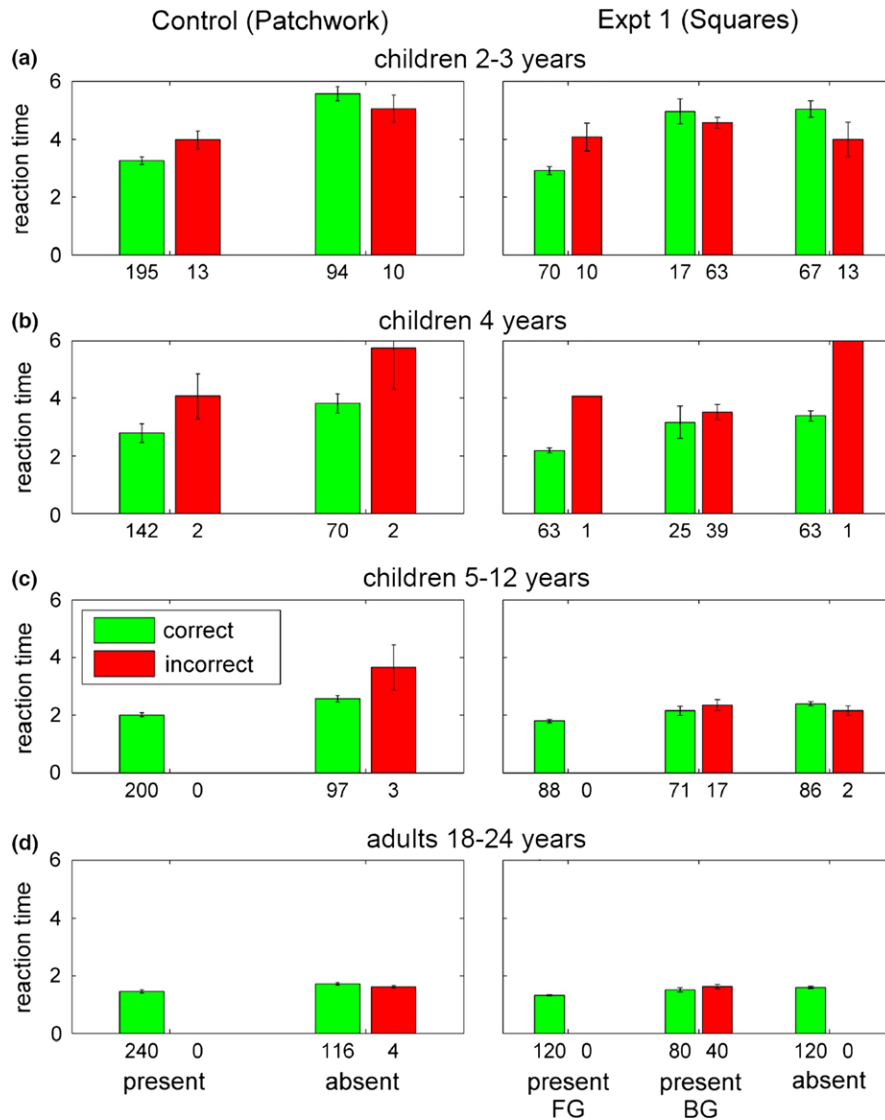 Control (Patchwork) Expt 1 (Squares)
(a) children 2-3 years
6
4
2
0
reaction time
195 13 94 10 70 10 17 63 67 13
(b) children 4 years
6
4
2
0
reaction time
142 2 70 2 63 1 25 39 63 1
(c) children 5-12 years
6
4
2
0
reaction time
correct
incorrect
200 0 97 3 88 0 71 17 86 2
(d) adults 18-24 years
6
4
2
0
reaction time
240 0 116 4 120 0 80 40 120 0
present absent present present absent
FG BG